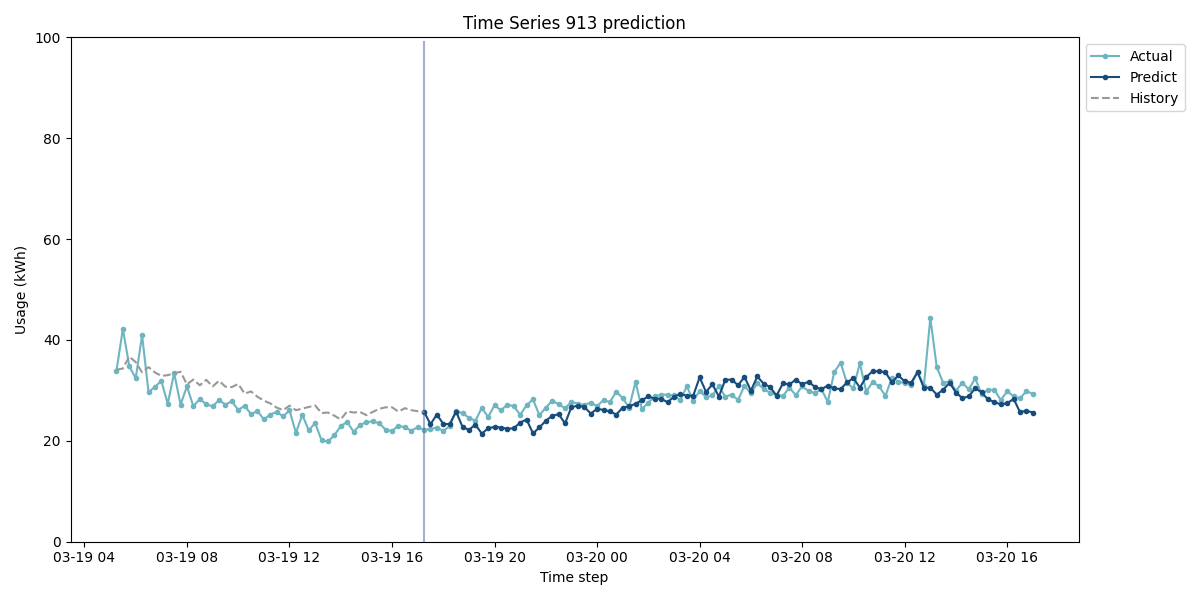 Time Series 913 prediction
100
80
60
40
20
0
Usage (kWh)
03-19 04 03-19 08 03-19 12 03-19 16 03-19 20 03-20 00 03-20 04 03-20 08 03-20 12 03-20 16
Time step
Actual
Predict
History